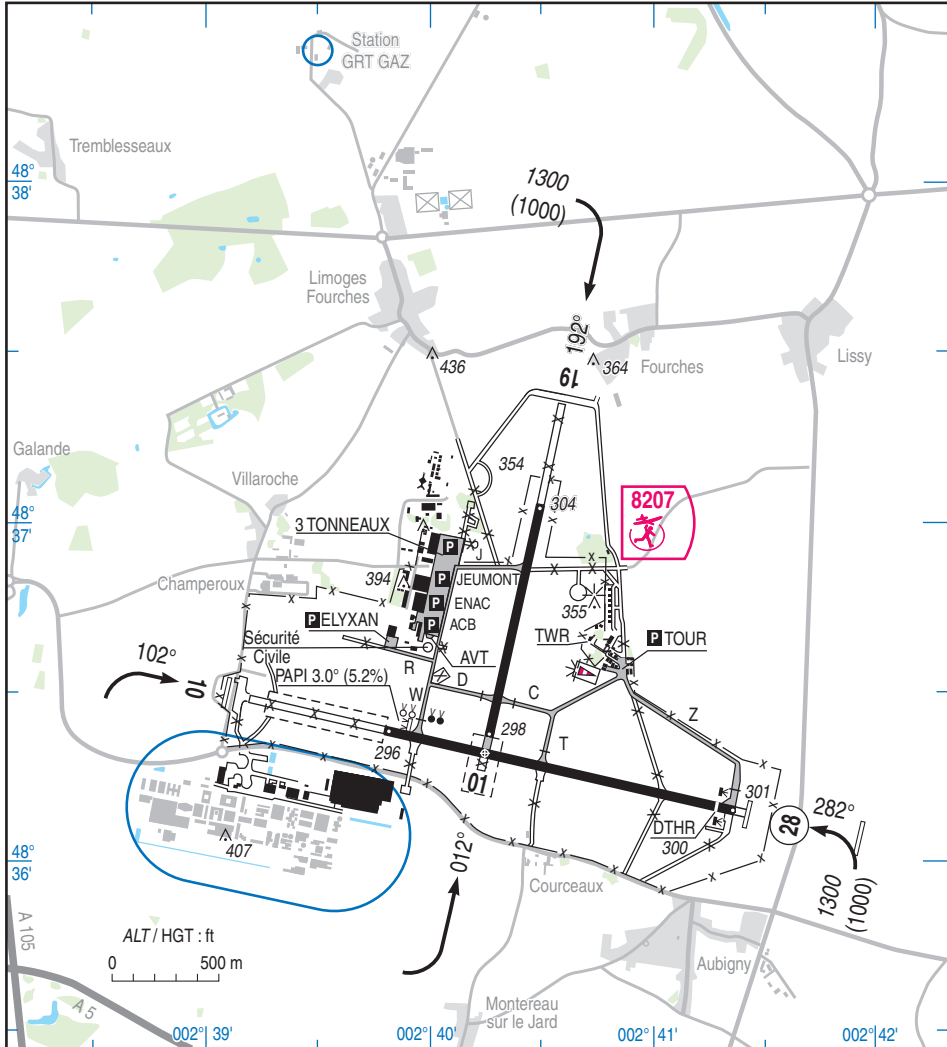 Station
GRT GAZ
Tremblesseaux
48°
38'
1300
(1000)
Limoges
Fourches
192°
19
436
364
Fourches
Lissy
Galande
Villaroche
354
304
8207
48°
37'
3 TONNEAUX
P
J
Champeroux
394
P JEUMONT
P ENAC
P ACB
355
P ELYXAN
TWR
P TOUR
Sécurité
Civile
AVT
R
D
102°
10
PAPI 3.0° (5.2%)
W
C
Z
296
298
T
01
301
DTHR
300
28
282°
1300
(1000)
407
48°
36'
012°
Courceaux
A 105
ALT / HGT : ft
0 500 m
Aubigny
A 5
Montereau
sur le Jard
002° 39'
002° 40'
002° 41'
002° 42'